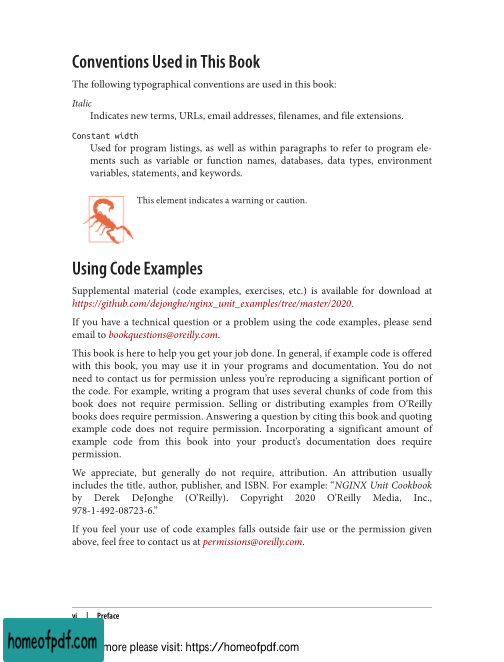 Conventions Used in This Book
The following typographical conventions are used in this book:
Italic
Indicates new terms, URLs, email addresses, filenames, and file extensions.
Constant width
Used for program listings, as well as within paragraphs to refer to program ele-
ments such as variable or function names, databases, data types, environment
variables, statements, and keywords.
This element indicates a warning or caution.
Using Code Examples
Supplemental material (code examples, exercises, etc.) is available for download at
https://github.com/dejonghe/nginx_unit_examples/tree/master/2020.
If you have a technical question or a problem using the code examples, please send
email to bookquestions@oreilly.com.
This book is here to help you get your job done. In general, if example code is offered
with this book, you may use it in your programs and documentation. You do not
need to contact us for permission unless you’re reproducing a significant portion of
the code. For example, writing a program that uses several chunks of code from this
book does not require permission. Selling or distributing examples from O’Reilly
books does require permission. Answering a question by citing this book and quoting
example code does not require permission. Incorporating a significant amount of
example code from this book into your product’s documentation does require
permission.
We appreciate, but generally do not require, attribution. An attribution usually
includes the title, author, publisher, and ISBN. For example: “NGINX Unit Cookbook
by Derek DeJonghe (O’Reilly). Copyright 2020 O’Reilly Media, Inc.,
978-1-492-08723-6.”
If you feel your use of code examples falls outside fair use or the permission given
above, feel free to contact us at permissions@oreilly.com.
vi | Preface
homeofpdf.com
more please visit: https://homeofpdf.com